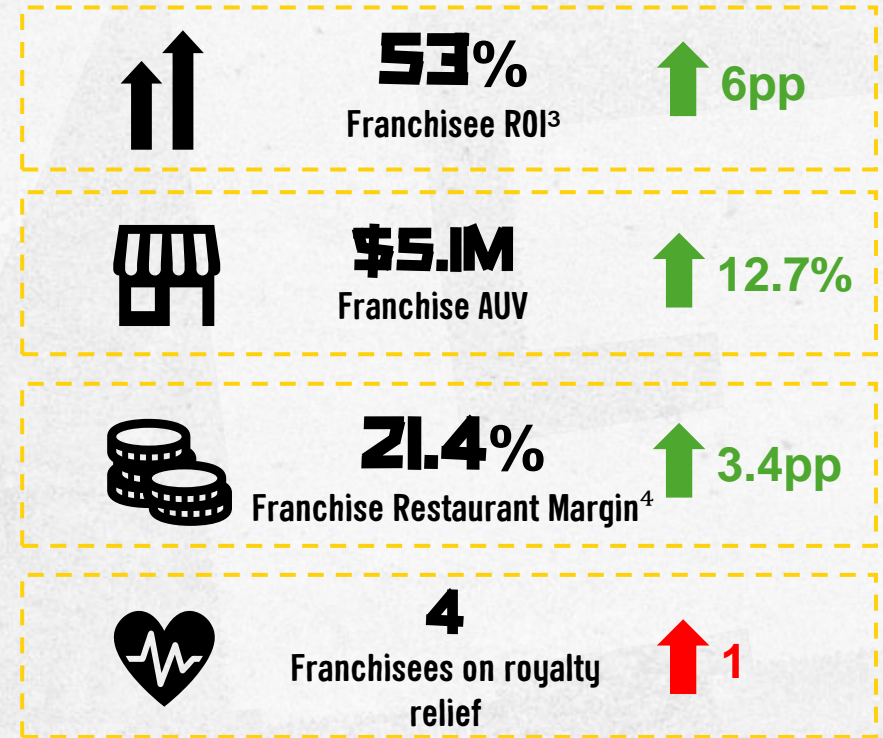 53%
Franchisee ROI³
6pp
$5.1M
Franchise AUV
12.7%
21.4%
Franchise Restaurant Margin⁴
3.4pp
4
Franchisees on royalty
relief
1